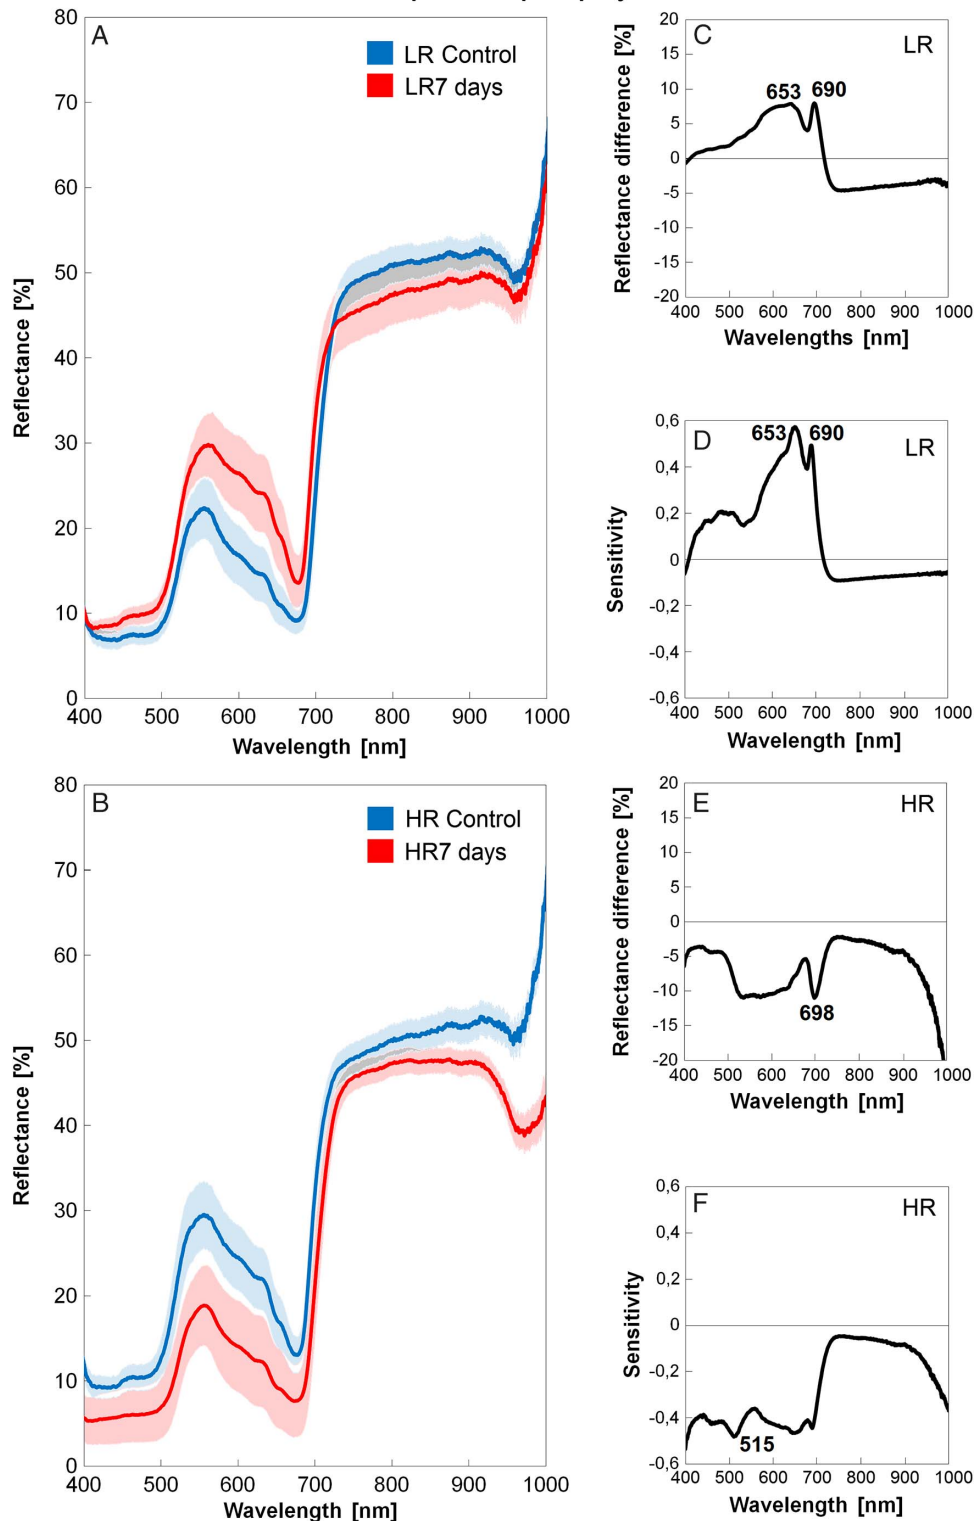 A
LR Control
LR7 days
80
70
60
50
40
30
20
10
0
Reflectance [%]
400 500 600 700 800 900 1000
Wavelength [nm]
C
LR
653 690
20
15
10
5
0
-5
-10
-15
-20
Reflectance difference [%]
400 500 600 700 800 900 1000
Wavelengths [nm]
D
LR
653 690
0,6
0,4
0,2
0
-0,2
-0,4
-0,6
Sensitivity
400 500 600 700 800 900 1000
Wavelength [nm]
B
HR Control
HR7 days
80
70
60
50
40
30
20
10
0
Reflectance [%]
400 500 600 700 800 900 1000
Wavelength [nm]
E
HR
698
20
15
10
5
0
-5
-10
-15
-20
Reflectance difference [%]
400 500 600 700 800 900 1000
Wavelength [nm]
F
HR
515
0,6
0,4
0,2
0
-0,2
-0,4
-0,6
Sensitivity
400 500 600 700 800 900 1000
Wavelength [nm]